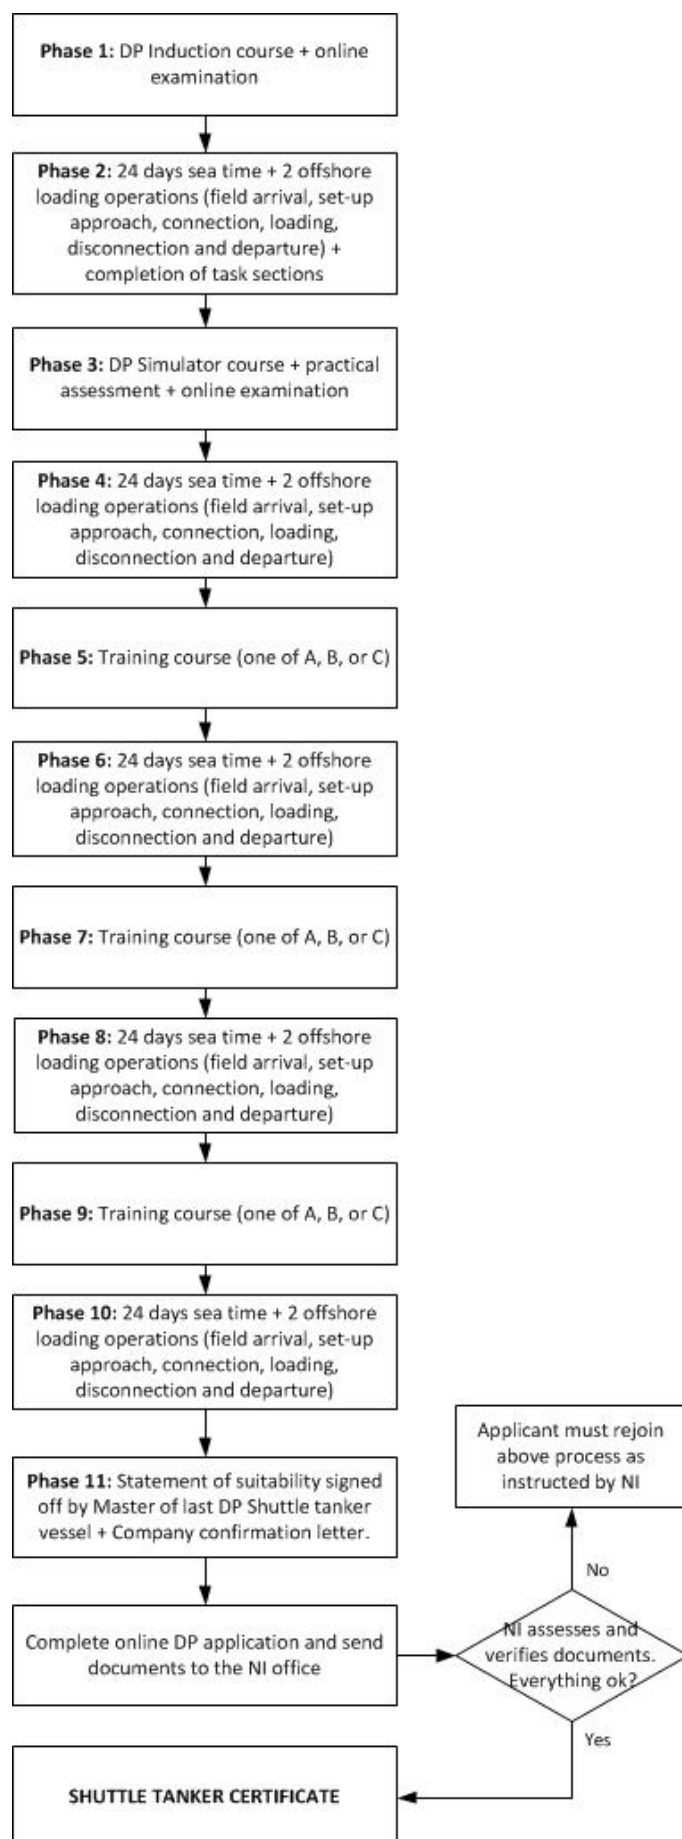 Phase 1: DP Induction course + online
examination
Phase 2: 24 days sea time + 2 offshore
loading operations (field arrival, set-up
approach, connection, loading,
disconnection and departure) +
completion of task sections
Phase 3: DP Simulator course + practical
assessment + online examination
Phase 4: 24 days sea time + 2 offshore
loading operations (field arrival, set-up
approach, connection, loading,
disconnection and departure)
Phase 5: Training course (one of A, B, or C)
Phase 6: 24 days sea time + 2 offshore
loading operations (field arrival, set-up
approach, connection, loading,
disconnection and departure)
Phase 7: Training course (one of A, B, or C)
Phase 8: 24 days sea time + 2 offshore
loading operations (field arrival, set-up
approach, connection, loading,
disconnection and departure)
Phase 9: Training course (one of A, B, or C)
Phase 10: 24 days sea time + 2 offshore
loading operations (field arrival, set-up
approach, connection, loading,
disconnection and departure)
Phase 11: Statement of suitability signed
off by Master of last DP Shuttle tanker
vessel + Company confirmation letter.
Complete online DP application and send
documents to the NI office
NI assesses and
verifies documents.
Everything ok?
No
Applicant must rejoin
above process as
instructed by NI
Yes
SHUTTLE TANKER CERTIFICATE